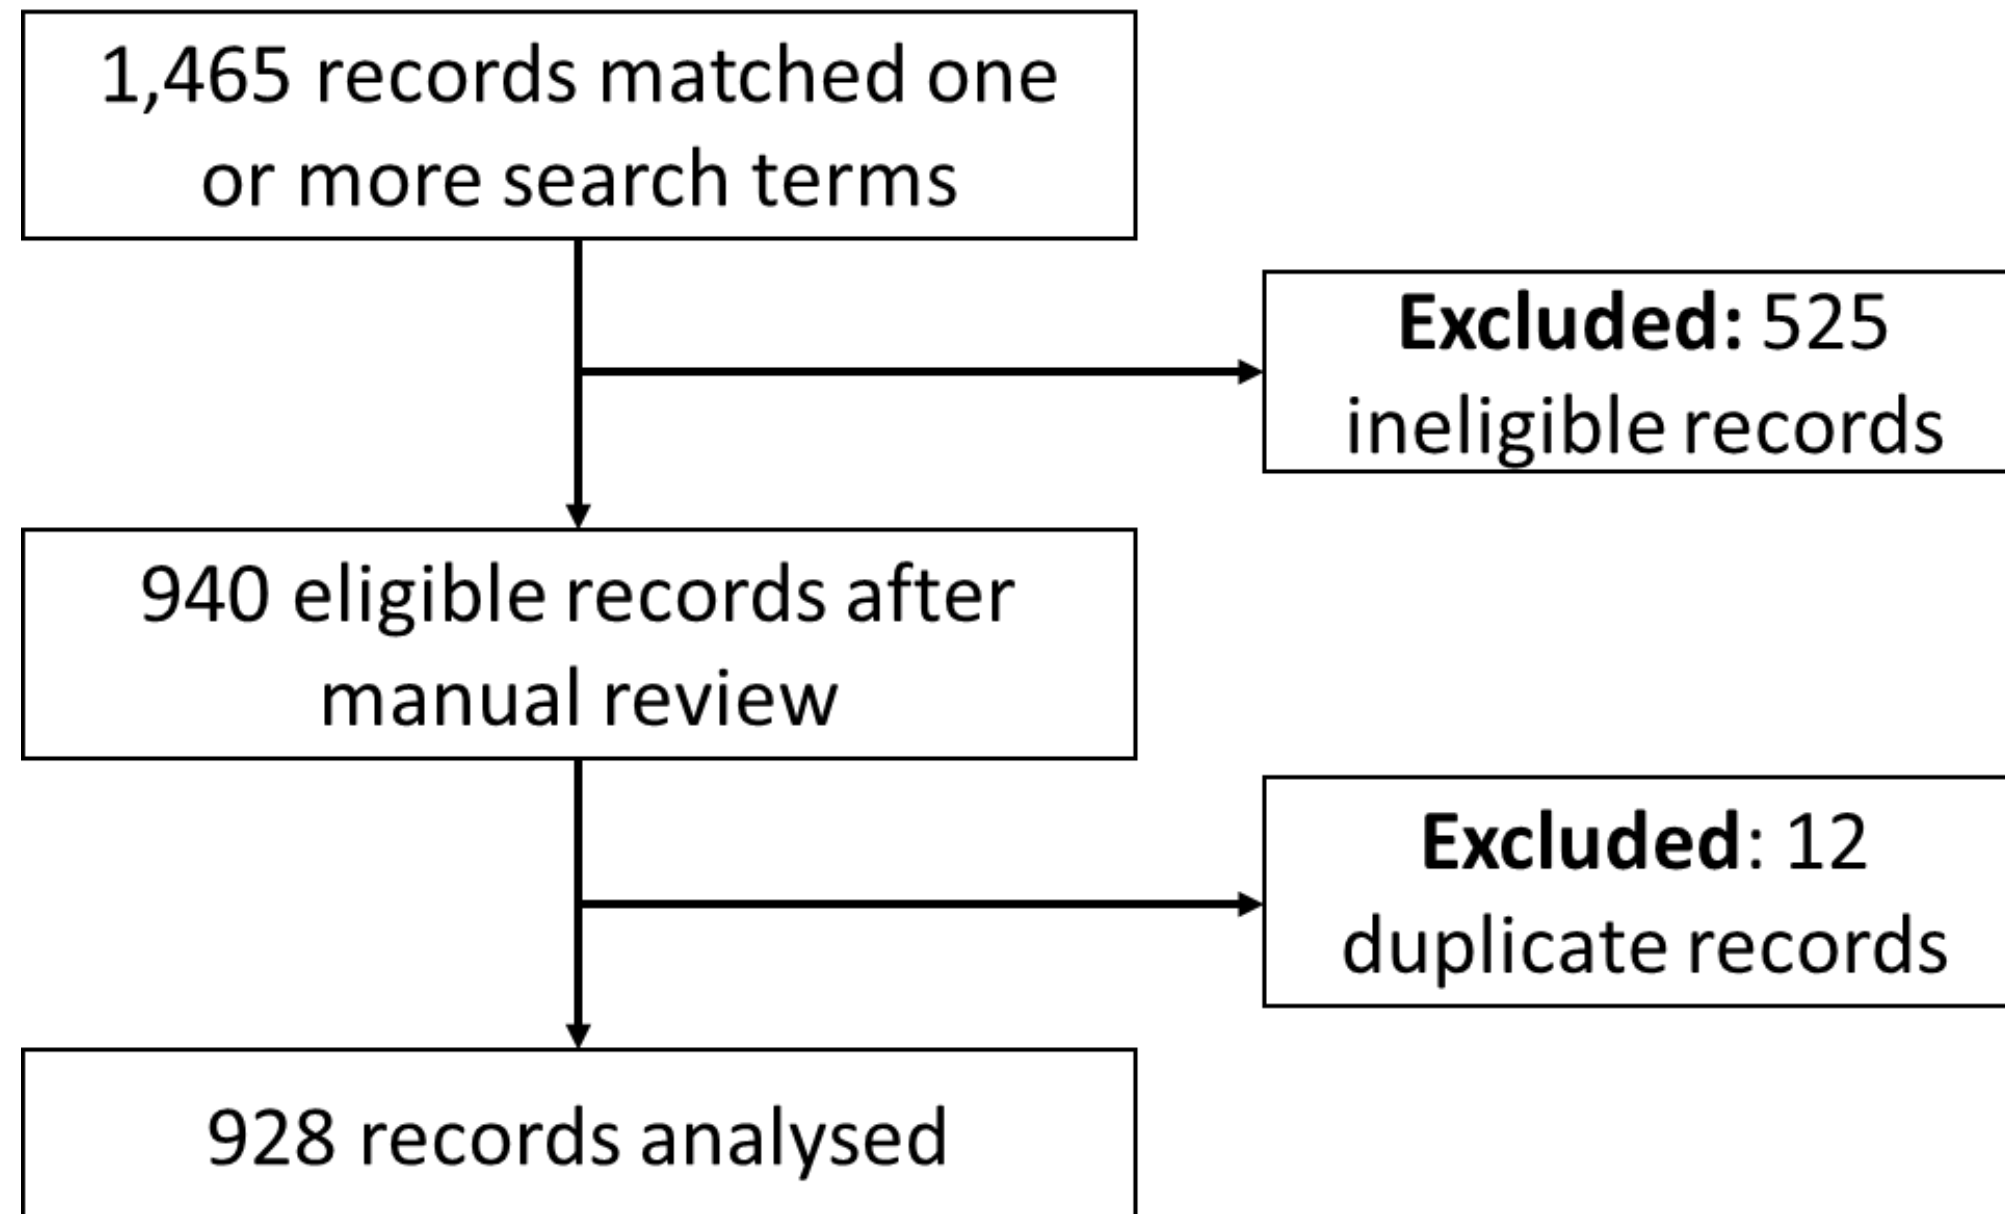 1,465 records matched one
or more search terms
Excluded: 525
ineligible records
940 eligible records after
manual review
Excluded: 12
duplicate records
928 records analysed